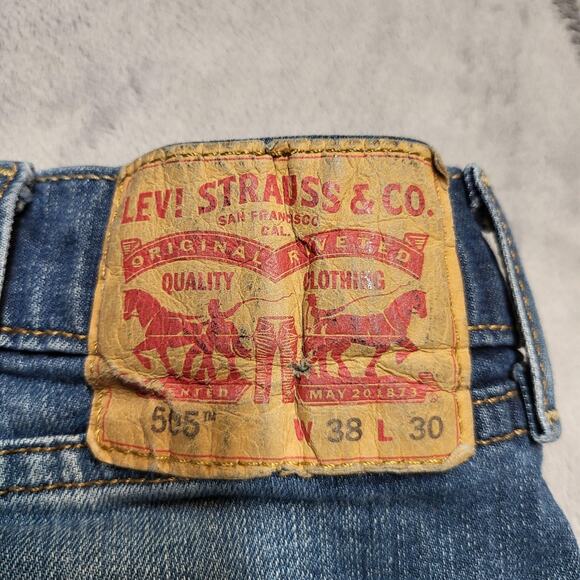 LEVI STRAUSS & CO.
SAN FRANCISCO
CAL.
ORIGINAL RIVETED
QUALITY CLOTHING
MAY 20 1873
505™ W 38 L 30